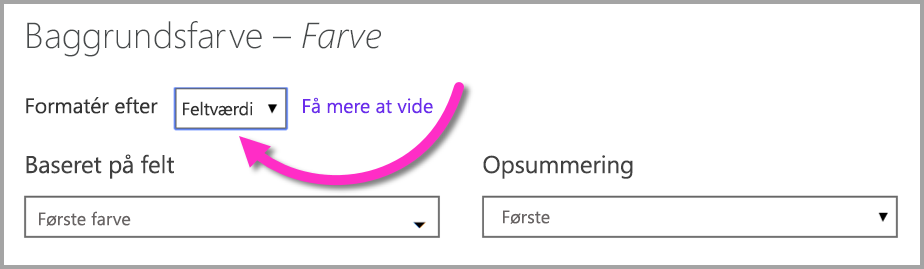 Baggrundsfarve – Farve
Formatér efter Feltværdi Få mere at vide
Baseret på felt Opsummering
Første farve Første